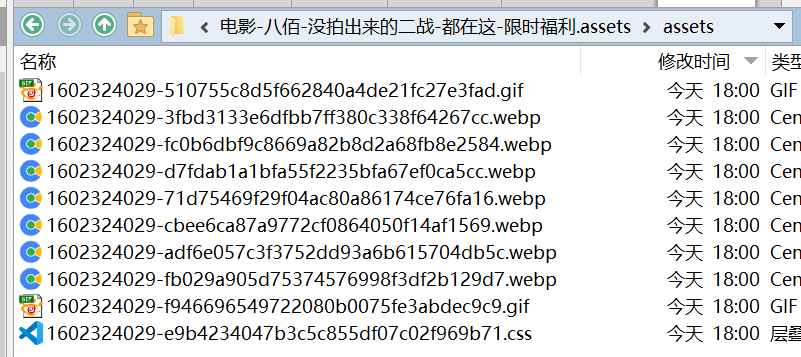 电影-八佰-没拍出来的二战-都在这-限时福利.assets > assets
名称 修改时间 类型
1602324029-510755c8d5f662840a4de21fc27e3fad.gif 今天 18:00 GIF
1602324029-3fbd3133e6dfbb7ff380c338f64267cc.webp 今天 18:00 Cen
1602324029-fc0b6dbf9c8669a82b8d2a68fb8e2584.webp 今天 18:00 Cen
1602324029-d7fdab1a1bfa55f2235bfa67ef0ca5cc.webp 今天 18:00 Cen
1602324029-71d75469f29f04ac80a86174ce76fa16.webp 今天 18:00 Cen
1602324029-cbee6ca87a9772cf0864050f14af1569.webp 今天 18:00 Cen
1602324029-adf6e057c3f3752dd93a6b615704db5c.webp 今天 18:00 Cen
1602324029-fb029a905d75374576998f3df2b129d7.webp 今天 18:00 Cen
1602324029-f946696549722080b0075fe3abdec9c9.gif 今天 18:00 GIF
1602324029-e9b4234047b3c5c855df07c02f969b71.css 今天 18:00 层叠